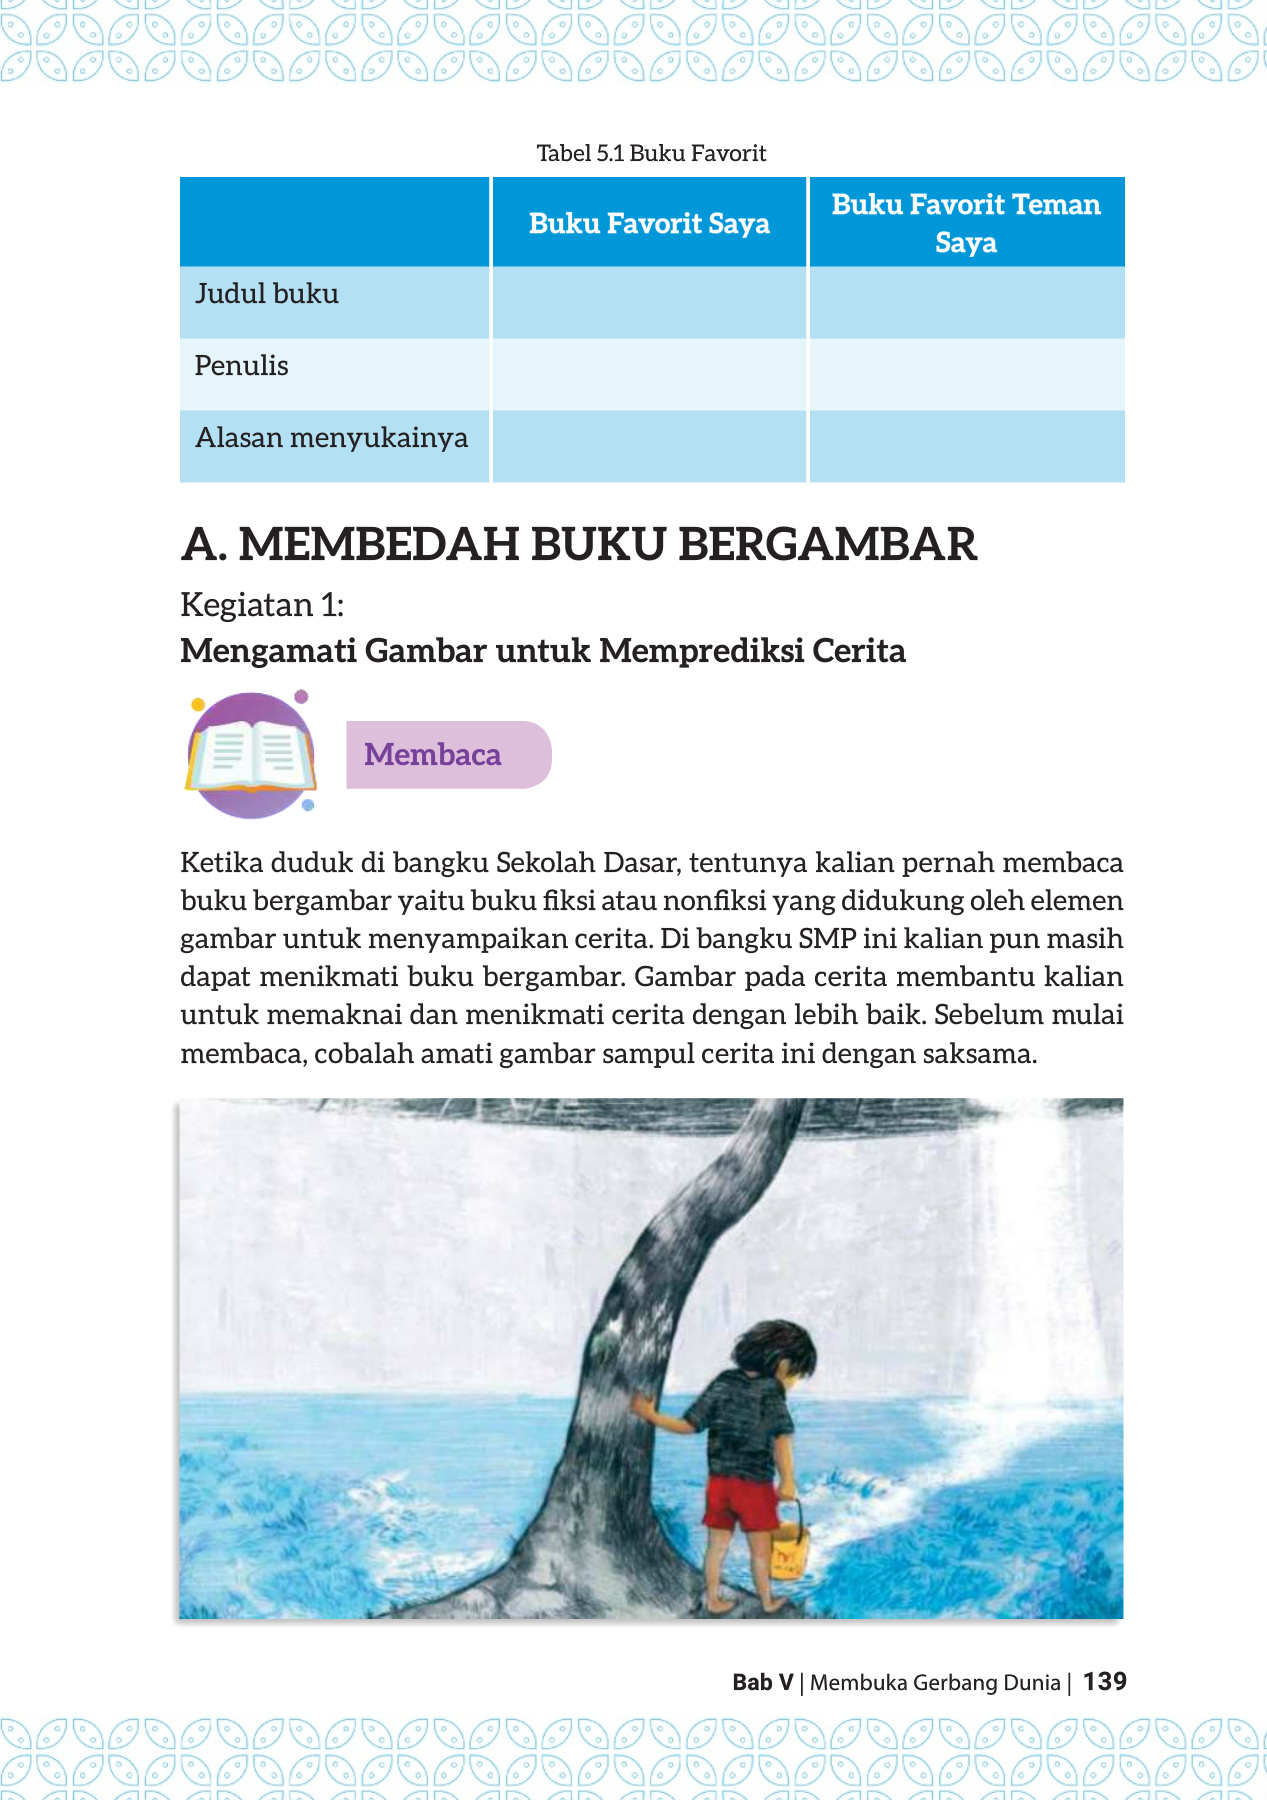 Tabel 5.1 Buku Favorit
Buku Favorit Saya
Buku Favorit Teman
Saya
Judul buku
Penulis
Alasan menyukainya
A. MEMBEDAH BUKU BERGAMBAR
Kegiatan 1:
Mengamati Gambar untuk Memprediksi Cerita
Membaca
Ketika duduk di bangku Sekolah Dasar, tentunya kalian pernah membaca
buku bergambar yaitu buku fiksi atau nonfiksi yang didukung oleh elemen
gambar untuk menyampaikan cerita. Di bangku SMP ini kalian pun masih
dapat menikmati buku bergambar. Gambar pada cerita membantu kalian
untuk memaknai dan menikmati cerita dengan lebih baik. Sebelum mulai
membaca, cobalah amati gambar sampul cerita ini dengan saksama.
Bab V | Membuka Gerbang Dunia | 139